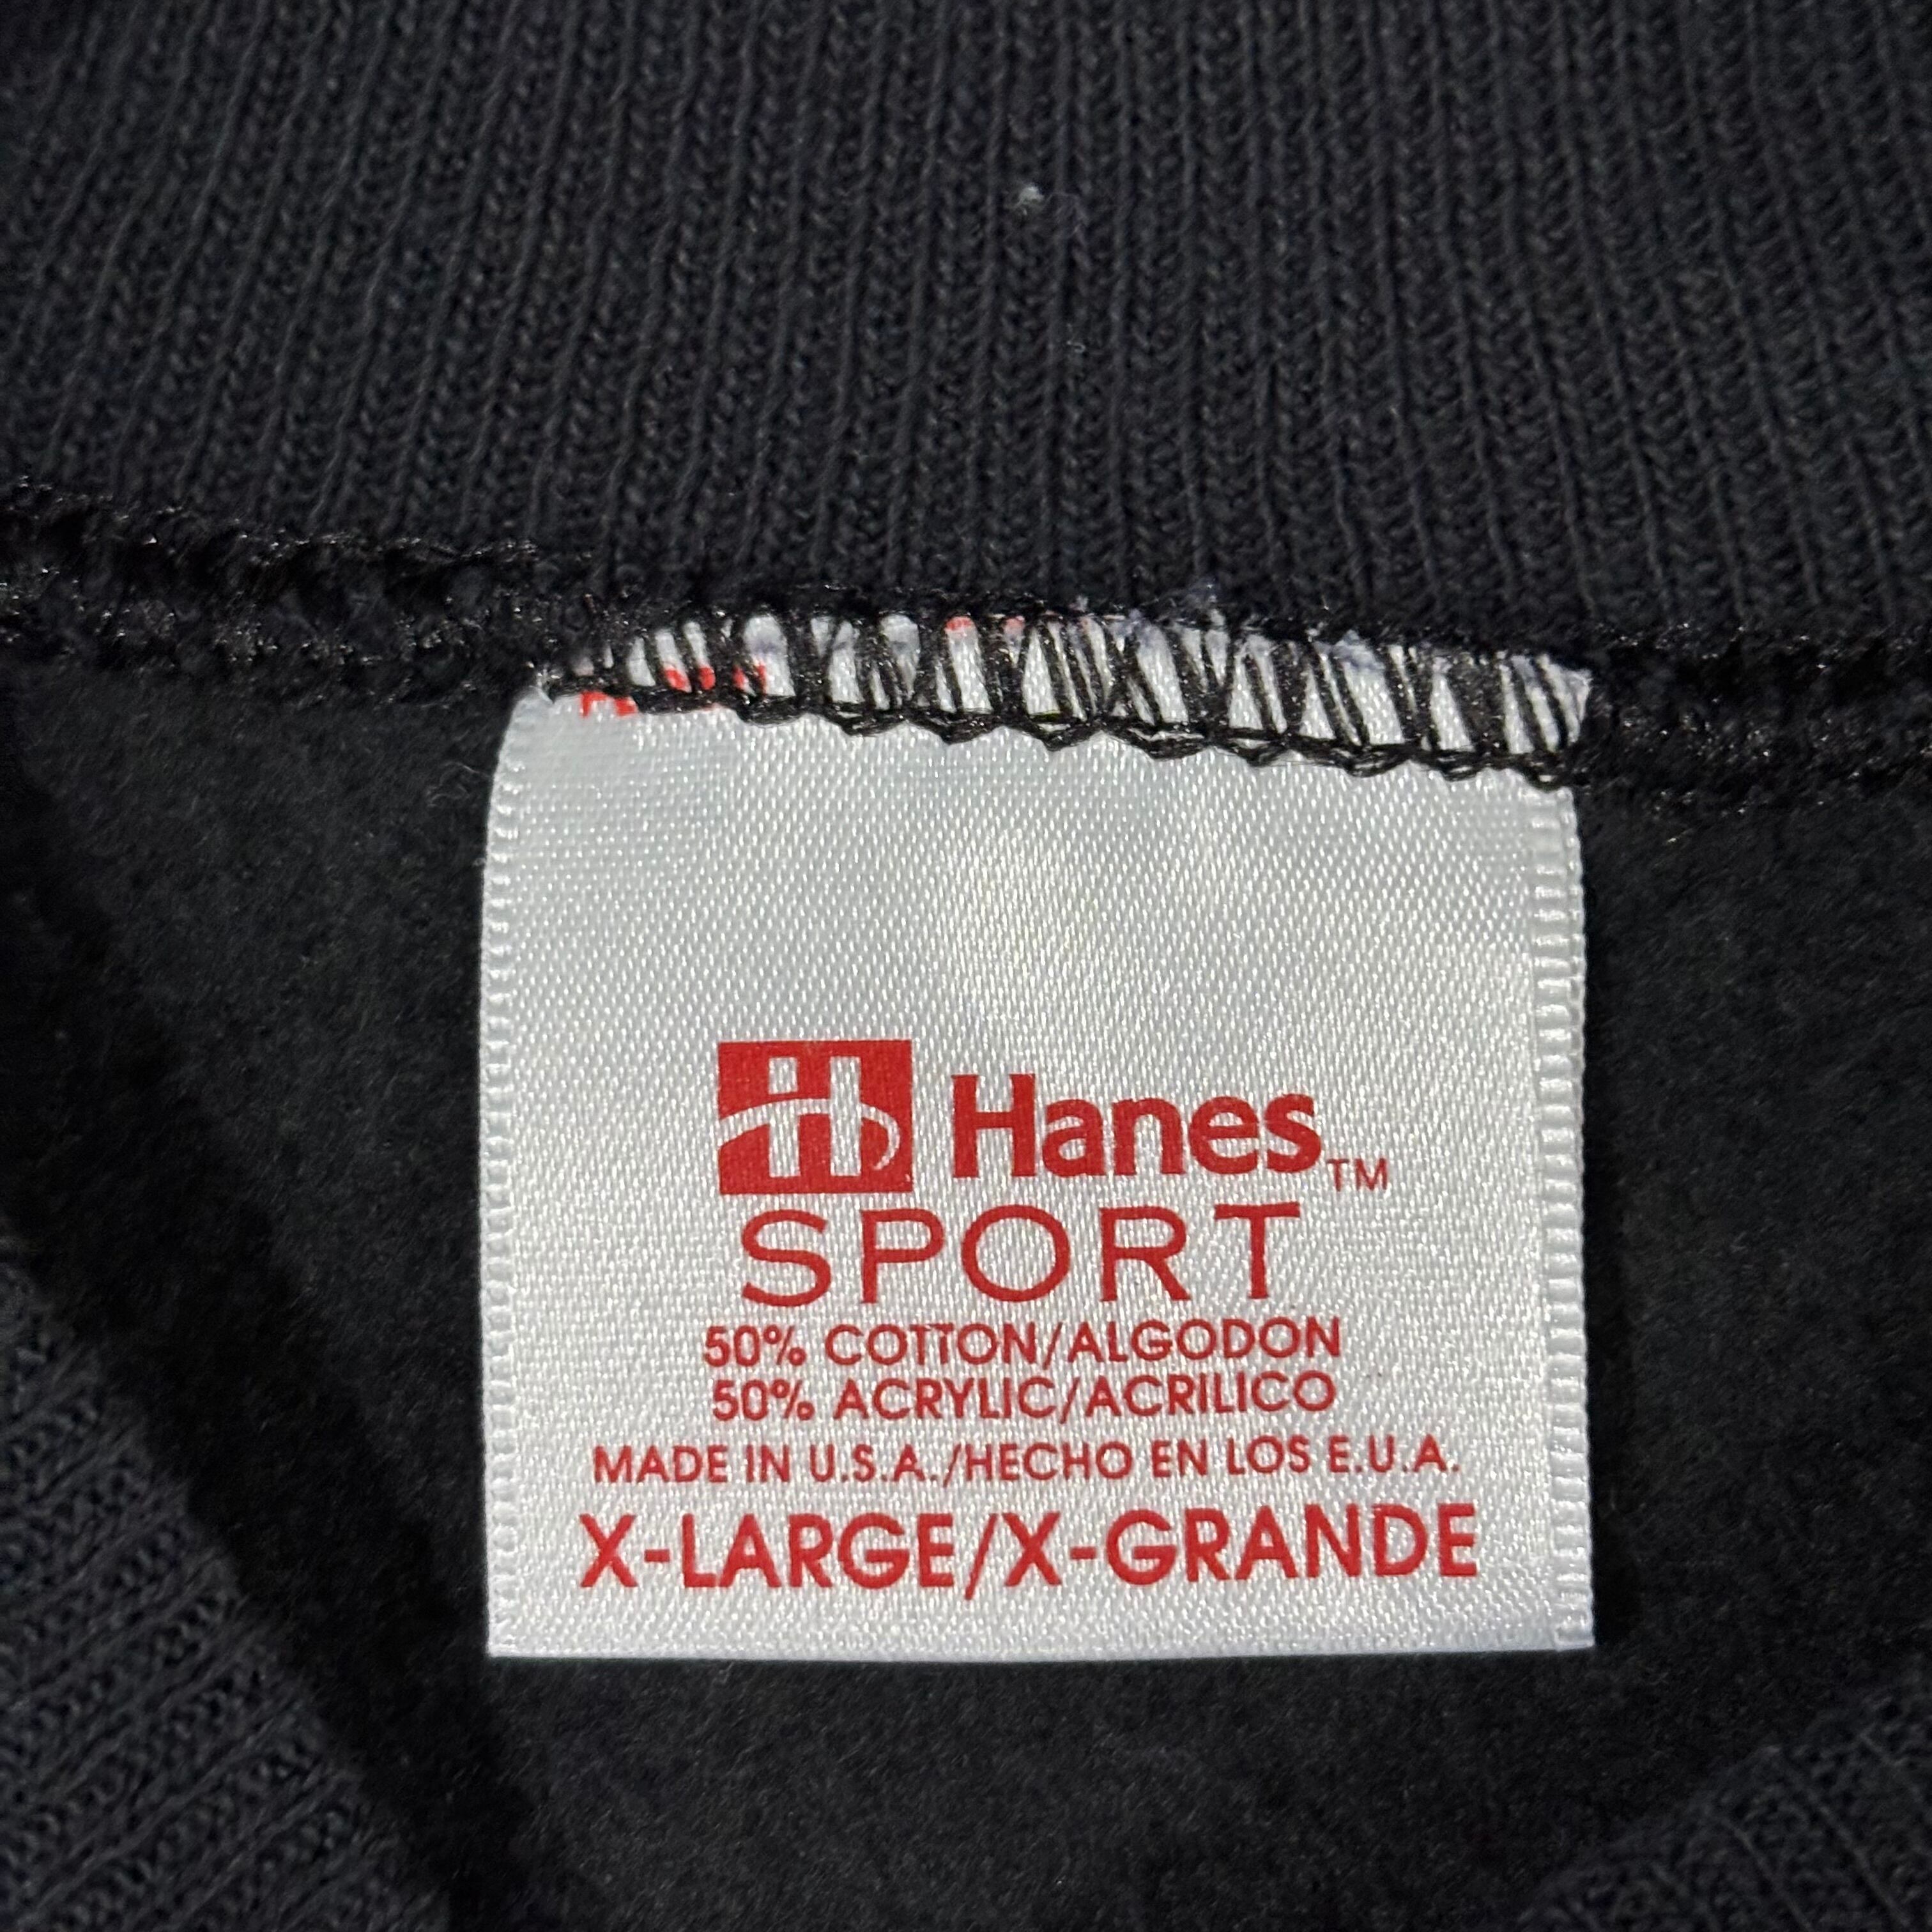 Hanes™
SPORT
50% COTTON/ALGODON
50% ACRYLIC/ACRILICO
MADE IN U.S.A./HECHO EN LOS E.U.A.
X-LARGE/X-GRANDE